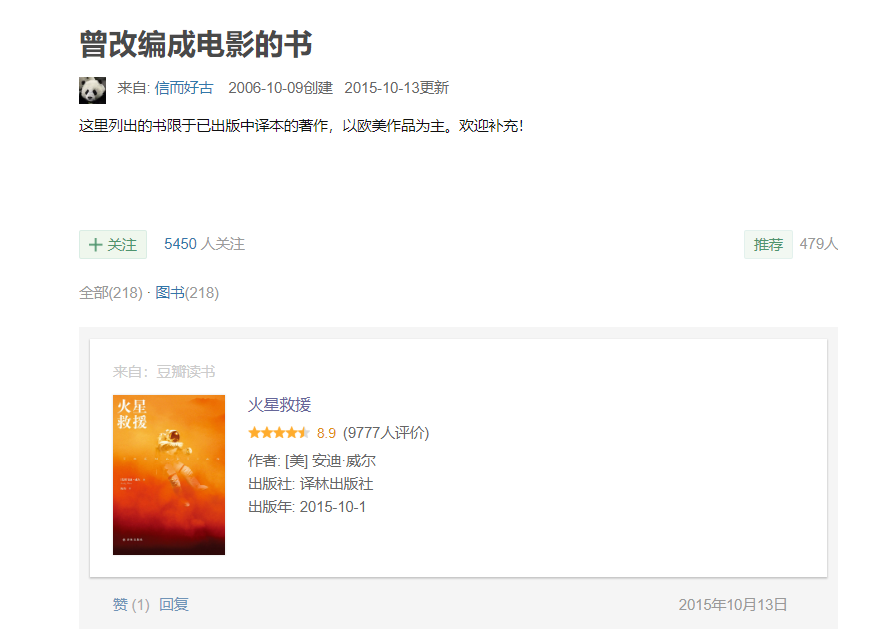 曾改编成电影的书
来自: 信而好古 2006-10-09创建 2015-10-13更新
这里列出的书限于已出版中译本的著作，以欧美作品为主。欢迎补充！
+ 关注 5450 人关注 推荐 479人
全部(218) · 图书(218)
来自：豆瓣读书
火星
救援
火星救援
8.9 (9777人评价)
作者: [美] 安迪·威尔
出版社: 译林出版社
出版年: 2015-10-1
赞 (1) 回复 2015年10月13日